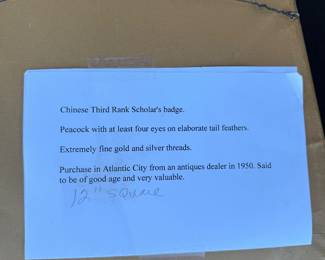 Chinese Third Rank Scholar's badge.
Peacock with at least four eyes on elaborate tail feathers.
Extremely fine gold and silver threads.
Purchase in Atlantic City from an antiques dealer in 1950. Said
to be of good age and very valuable.
12" square